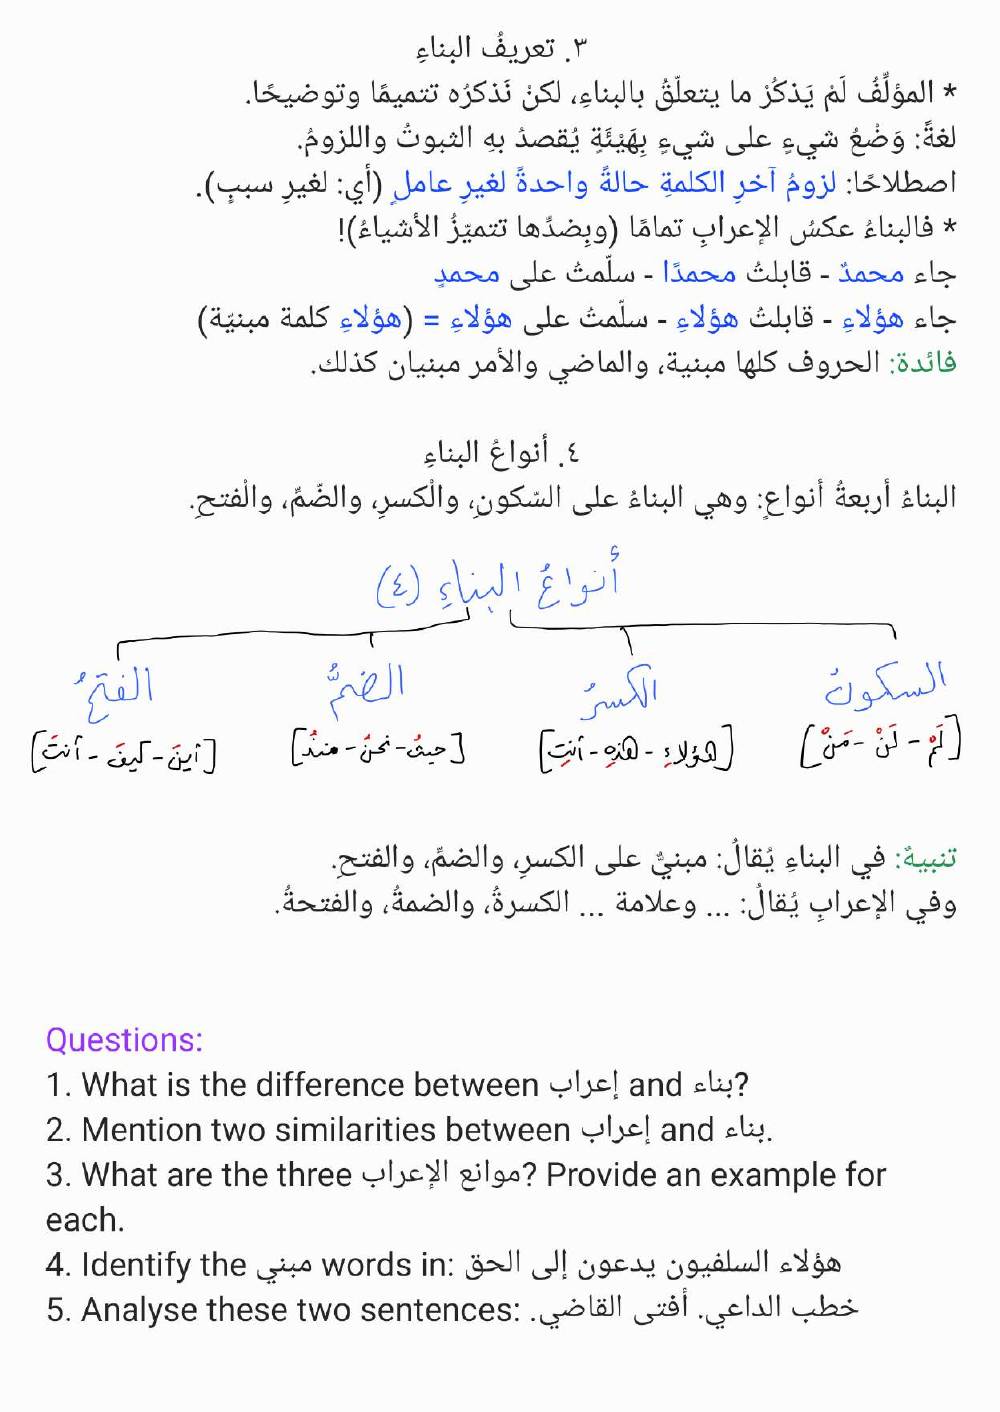 ٣. تعريفُ البناءِ
* المؤلِّفُ لَمْ يَذكُرْ ما يتعلّقُ بالبناءِ، لكنْ نَذكرُه تتميمًا وتوضيحًا.
لغةً: وَضْعُ شيءٍ على شيءٍ بِهَيْئَةٍ يُقصدُ بهِ الثبوتُ واللزومُ.
اصطلاحًا: لزومُ آخرِ الكلمةِ حالةً واحدةً لغيرِ عاملٍ (أي: لغيرِ سببٍ).
* فالبناءُ عكسُ الإعرابِ تمامًا (وبِضدِّها تتميّزُ الأشياءُ)!
جاء محمدٌ - قابلتُ محمدًا - سلّمتُ على محمدٍ
جاء هؤلاءِ - قابلتُ هؤلاءِ - سلّمتُ على هؤلاءِ = (هؤلاءِ كلمة مبنيّة)
فائدة: الحروف كلها مبنية، والماضي والأمر مبنيان كذلك.
٤. أنواعُ البناءِ
البناءُ أربعةُ أنواعٍ: وهي البناءُ على السّكونِ، والْكسرِ، والضّمِّ، والْفتحِ.
أنواعُ البناءِ (٤)
السكونُ الكسرُ الضمُّ الفتحُ
[لَمْ - لَنْ - مَنْ] [هؤلاءِ - هذهِ - أنتِ] [حيثُ - نحنُ - منذُ] [أينَ - كيفَ - أنتَ]
تنبيهٌ: في البناءِ يُقالُ: مبنيٌّ على الكسرِ، والضمِّ، والفتحِ.
وفي الإعرابِ يُقالُ: ... وعلامة ... الكسرةُ، والضمةُ، والفتحةُ.
Questions:
1. What is the difference between إعراب and بناء?
2. Mention two similarities between إعراب and بناء.
3. What are the three موانع الإعراب? Provide an example for
each.
4. Identify the مبني words in: هؤلاء السلفيون يدعون إلى الحق
5. Analyse these two sentences: خطب الداعي. أفتى القاضي.